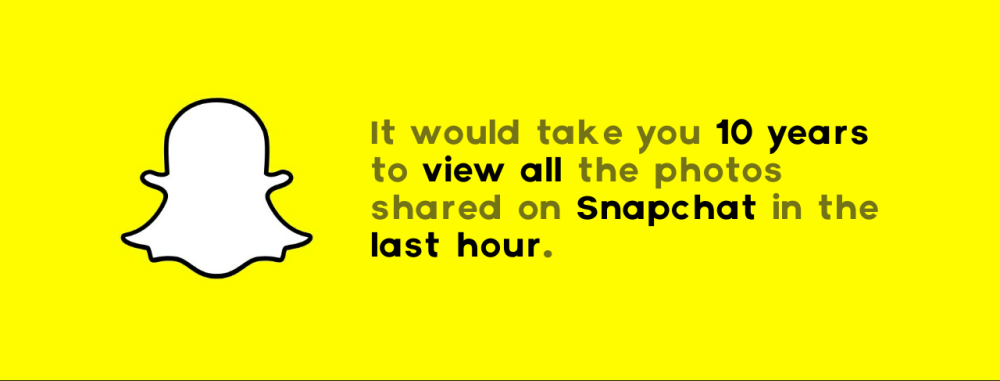 It would take you 10 years
to view all the photos
shared on Snapchat in the
last hour.